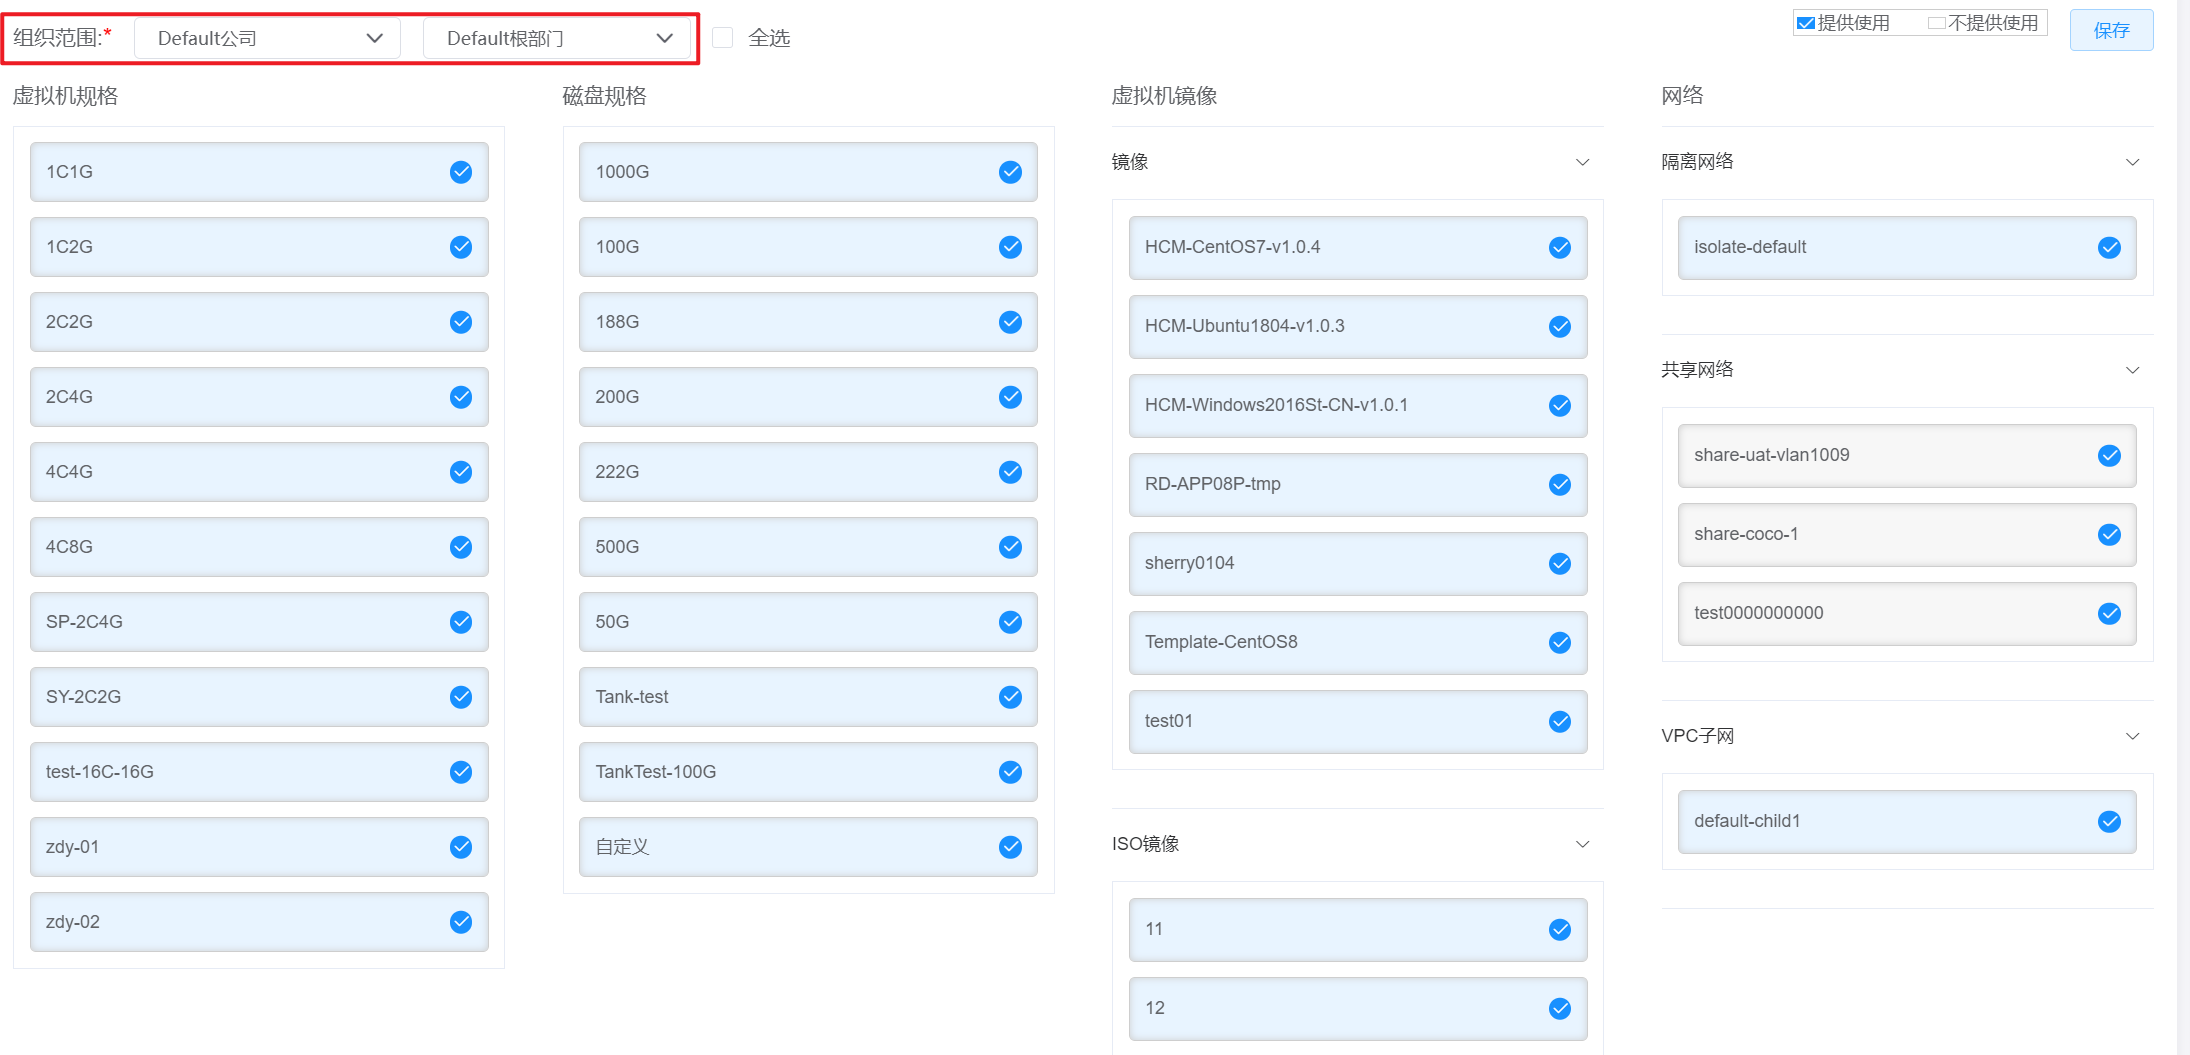 组织范围:* Default公司 Default根部门 全选 提供使用 不提供使用 保存
虚拟机规格
1C1G
1C2G
2C2G
2C4G
4C4G
4C8G
SP-2C4G
SY-2C2G
test-16C-16G
zdy-01
zdy-02
磁盘规格
1000G
100G
188G
200G
222G
500G
50G
Tank-test
TankTest-100G
自定义
虚拟机镜像
镜像
HCM-CentOS7-v1.0.4
HCM-Ubuntu1804-v1.0.3
HCM-Windows2016St-CN-v1.0.1
RD-APP08P-tmp
sherry0104
Template-CentOS8
test01
ISO镜像
11
12
网络
隔离网络
isolate-default
共享网络
share-uat-vlan1009
share-coco-1
test0000000000
VPC子网
default-child1